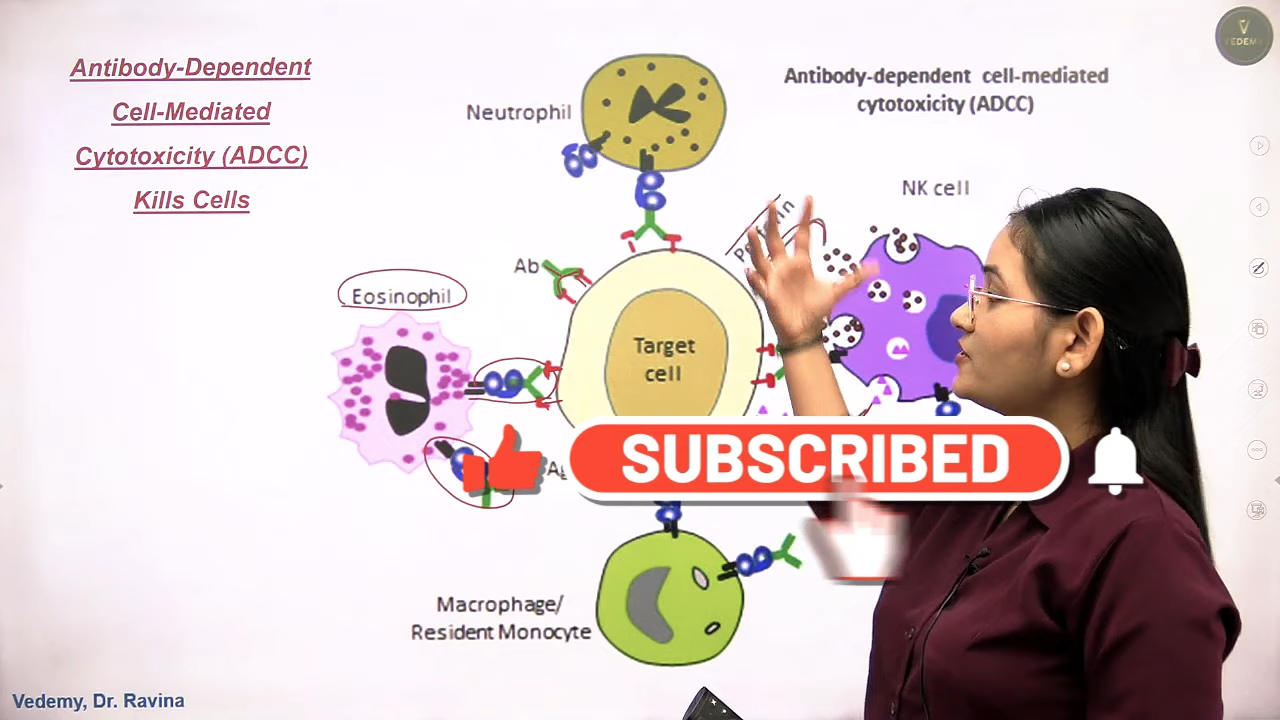 Antibody-Dependent
Cell-Mediated
Cytotoxicity (ADCC)
Kills Cells
Antibody-dependent cell-mediated
cytotoxicity (ADCC)
VEDEMY
Neutrophil
NK cell
Ab
Eosinophil
Target
cell
SUBSCRIBED
Macrophage/
Resident Monocyte
Vedemy, Dr. Ravina